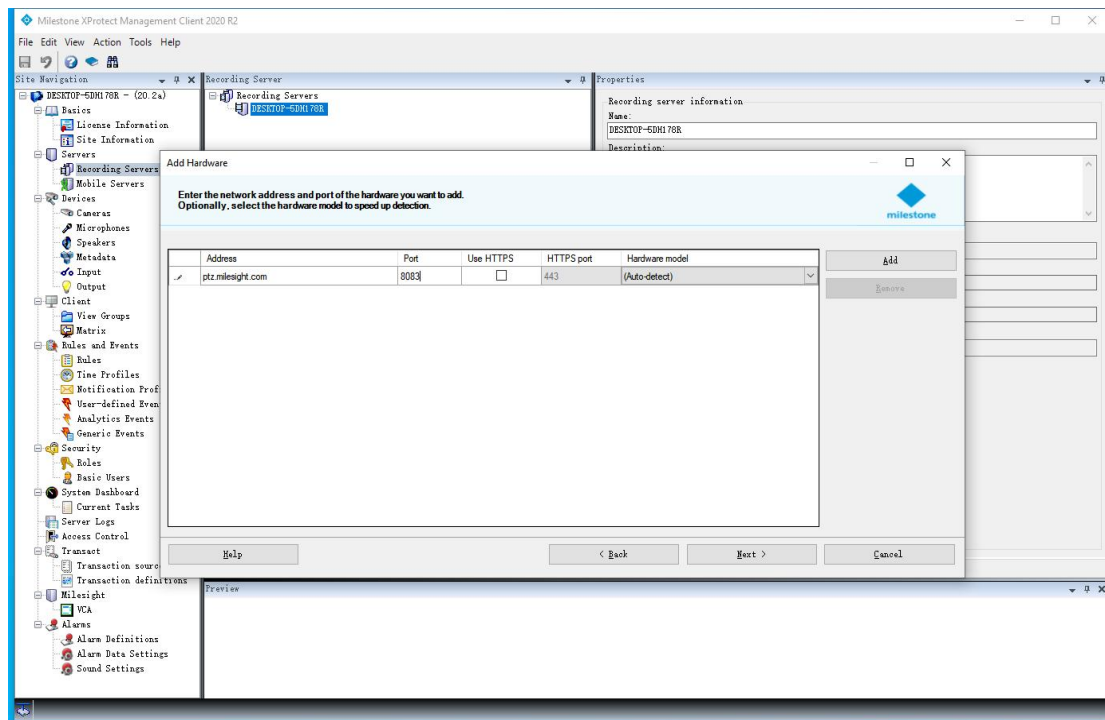 Milestone XProtect Management Client 2020 R2
File Edit View Action Tools Help
Site Navigation
DESKTOP-5DH178R - (20.2a)
Basics
License Information
Site Information
Servers
Recording Servers
Mobile Servers
Devices
Cameras
Microphones
Speakers
Metadata
Input
Output
Client
View Groups
Matrix
Rules and Events
Rules
Time Profiles
Notification Prof
User-defined Even
Analytics Events
Generic Events
Security
Roles
Basic Users
System Dashboard
Current Tasks
Server Logs
Access Control
Transact
Transaction sourc
Transaction definitions
Milesight
VCA
Alarms
Alarm Definitions
Alarm Data Settings
Sound Settings
Recording Server
Recording Servers
DESKTOP-5DH178R
Properties
Recording server information
Name:
DESKTOP-5DH178R
Description:
Add Hardware
Enter the network address and port of the hardware you want to add.
Optionally, select the hardware model to speed up detection.
milestone
Address Port Use HTTPS HTTPS port Hardware model
ptz.milesight.com 8083 443 (Auto-detect)
Add
Remove
Help
< Back
Next >
Cancel
Preview